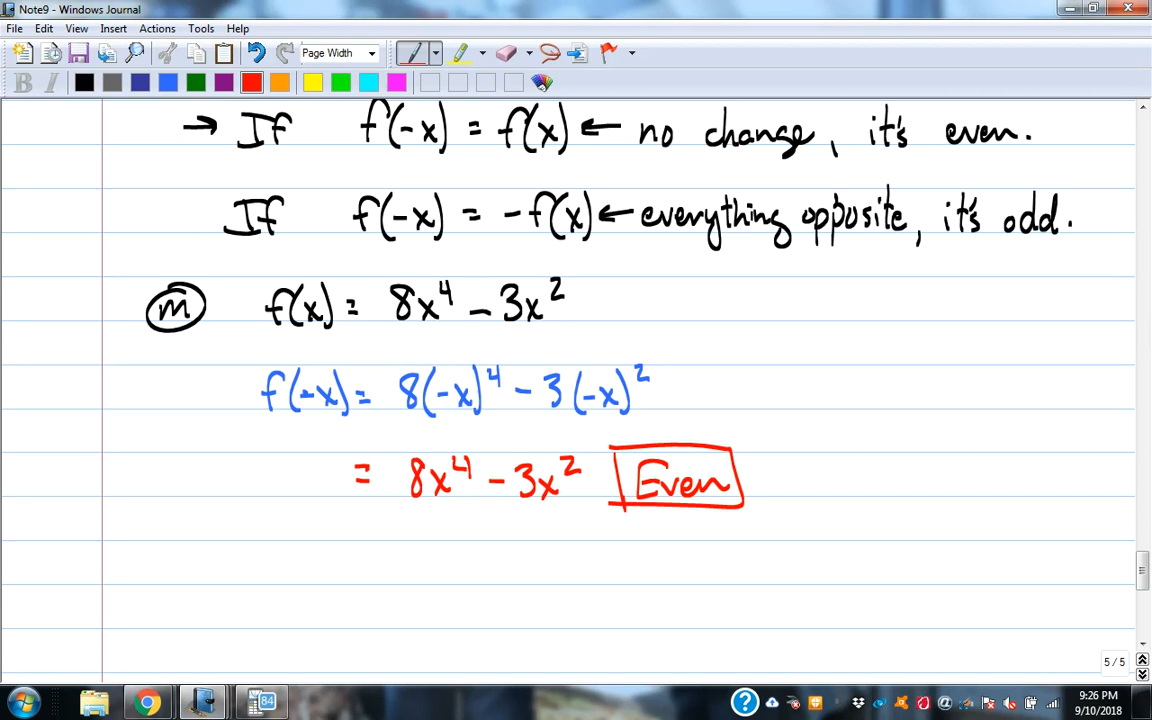 Note9 - Windows Journal
File Edit View Insert Actions Tools Help
Page Width
B I
→ If f(-x) = f(x) ← no change, it's even.
If f(-x) = -f(x) ← everything opposite, it's odd.
m f(x) = 8x⁴ - 3x²
f(-x) = 8(-x)⁴ - 3(-x)²
= 8x⁴ - 3x² Even
5 / 5
84
9:26 PM
9/10/2018